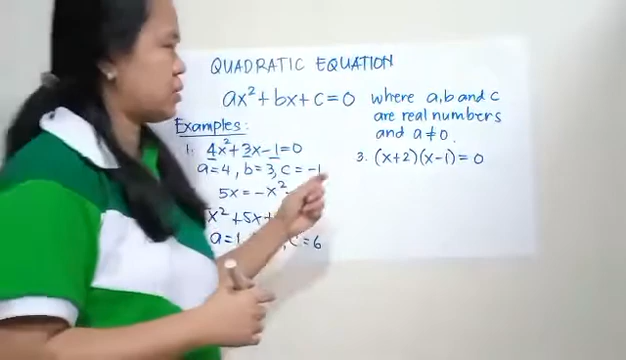 QUADRATIC EQUATION
ax² + bx + c = 0 where a, b and c
are real numbers
and a ≠ 0.
Examples:
1. 4x² + 3x - 1 = 0
a = 4, b = 3, c = -1
5x = -x²
x² + 5x +
a = 1, c = 6
3. (x+2)(x-1) = 0